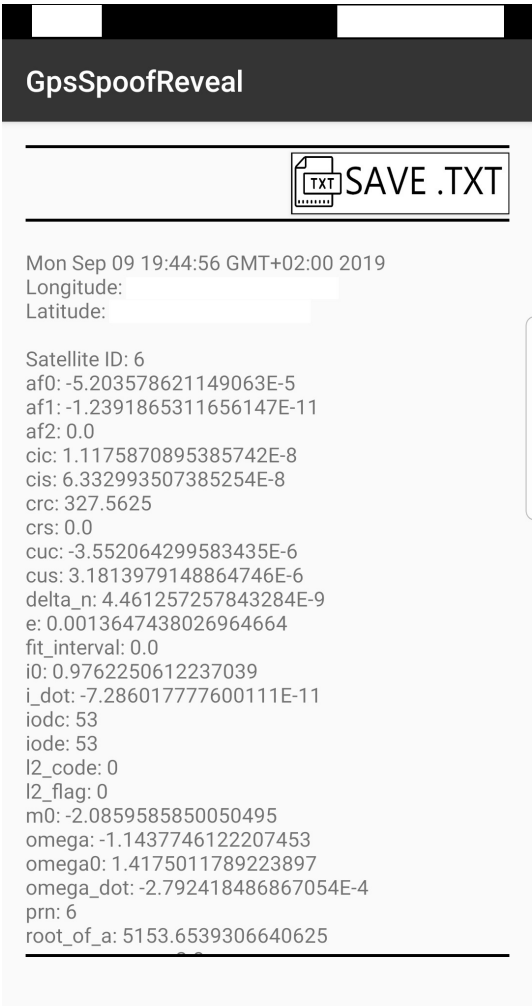 GpsSpoofReveal
TXT SAVE .TXT
Mon Sep 09 19:44:56 GMT+02:00 2019
Longitude:
Latitude:
Satellite ID: 6
af0: -5.203578621149063E-5
af1: -1.2391865311656147E-11
af2: 0.0
cic: 1.1175870895385742E-8
cis: 6.332993507385254E-8
crc: 327.5625
crs: 0.0
cuc: -3.552064299583435E-6
cus: 3.1813979148864746E-6
delta_n: 4.461257257843284E-9
e: 0.0013647438026964664
fit_interval: 0.0
i0: 0.9762250612237039
i_dot: -7.286017777600111E-11
iodc: 53
iode: 53
l2_code: 0
l2_flag: 0
m0: -2.0859585850050495
omega: -1.1437746122207453
omega0: 1.4175011789223897
omega_dot: -2.792418486867054E-4
prn: 6
root_of_a: 5153.6539306640625